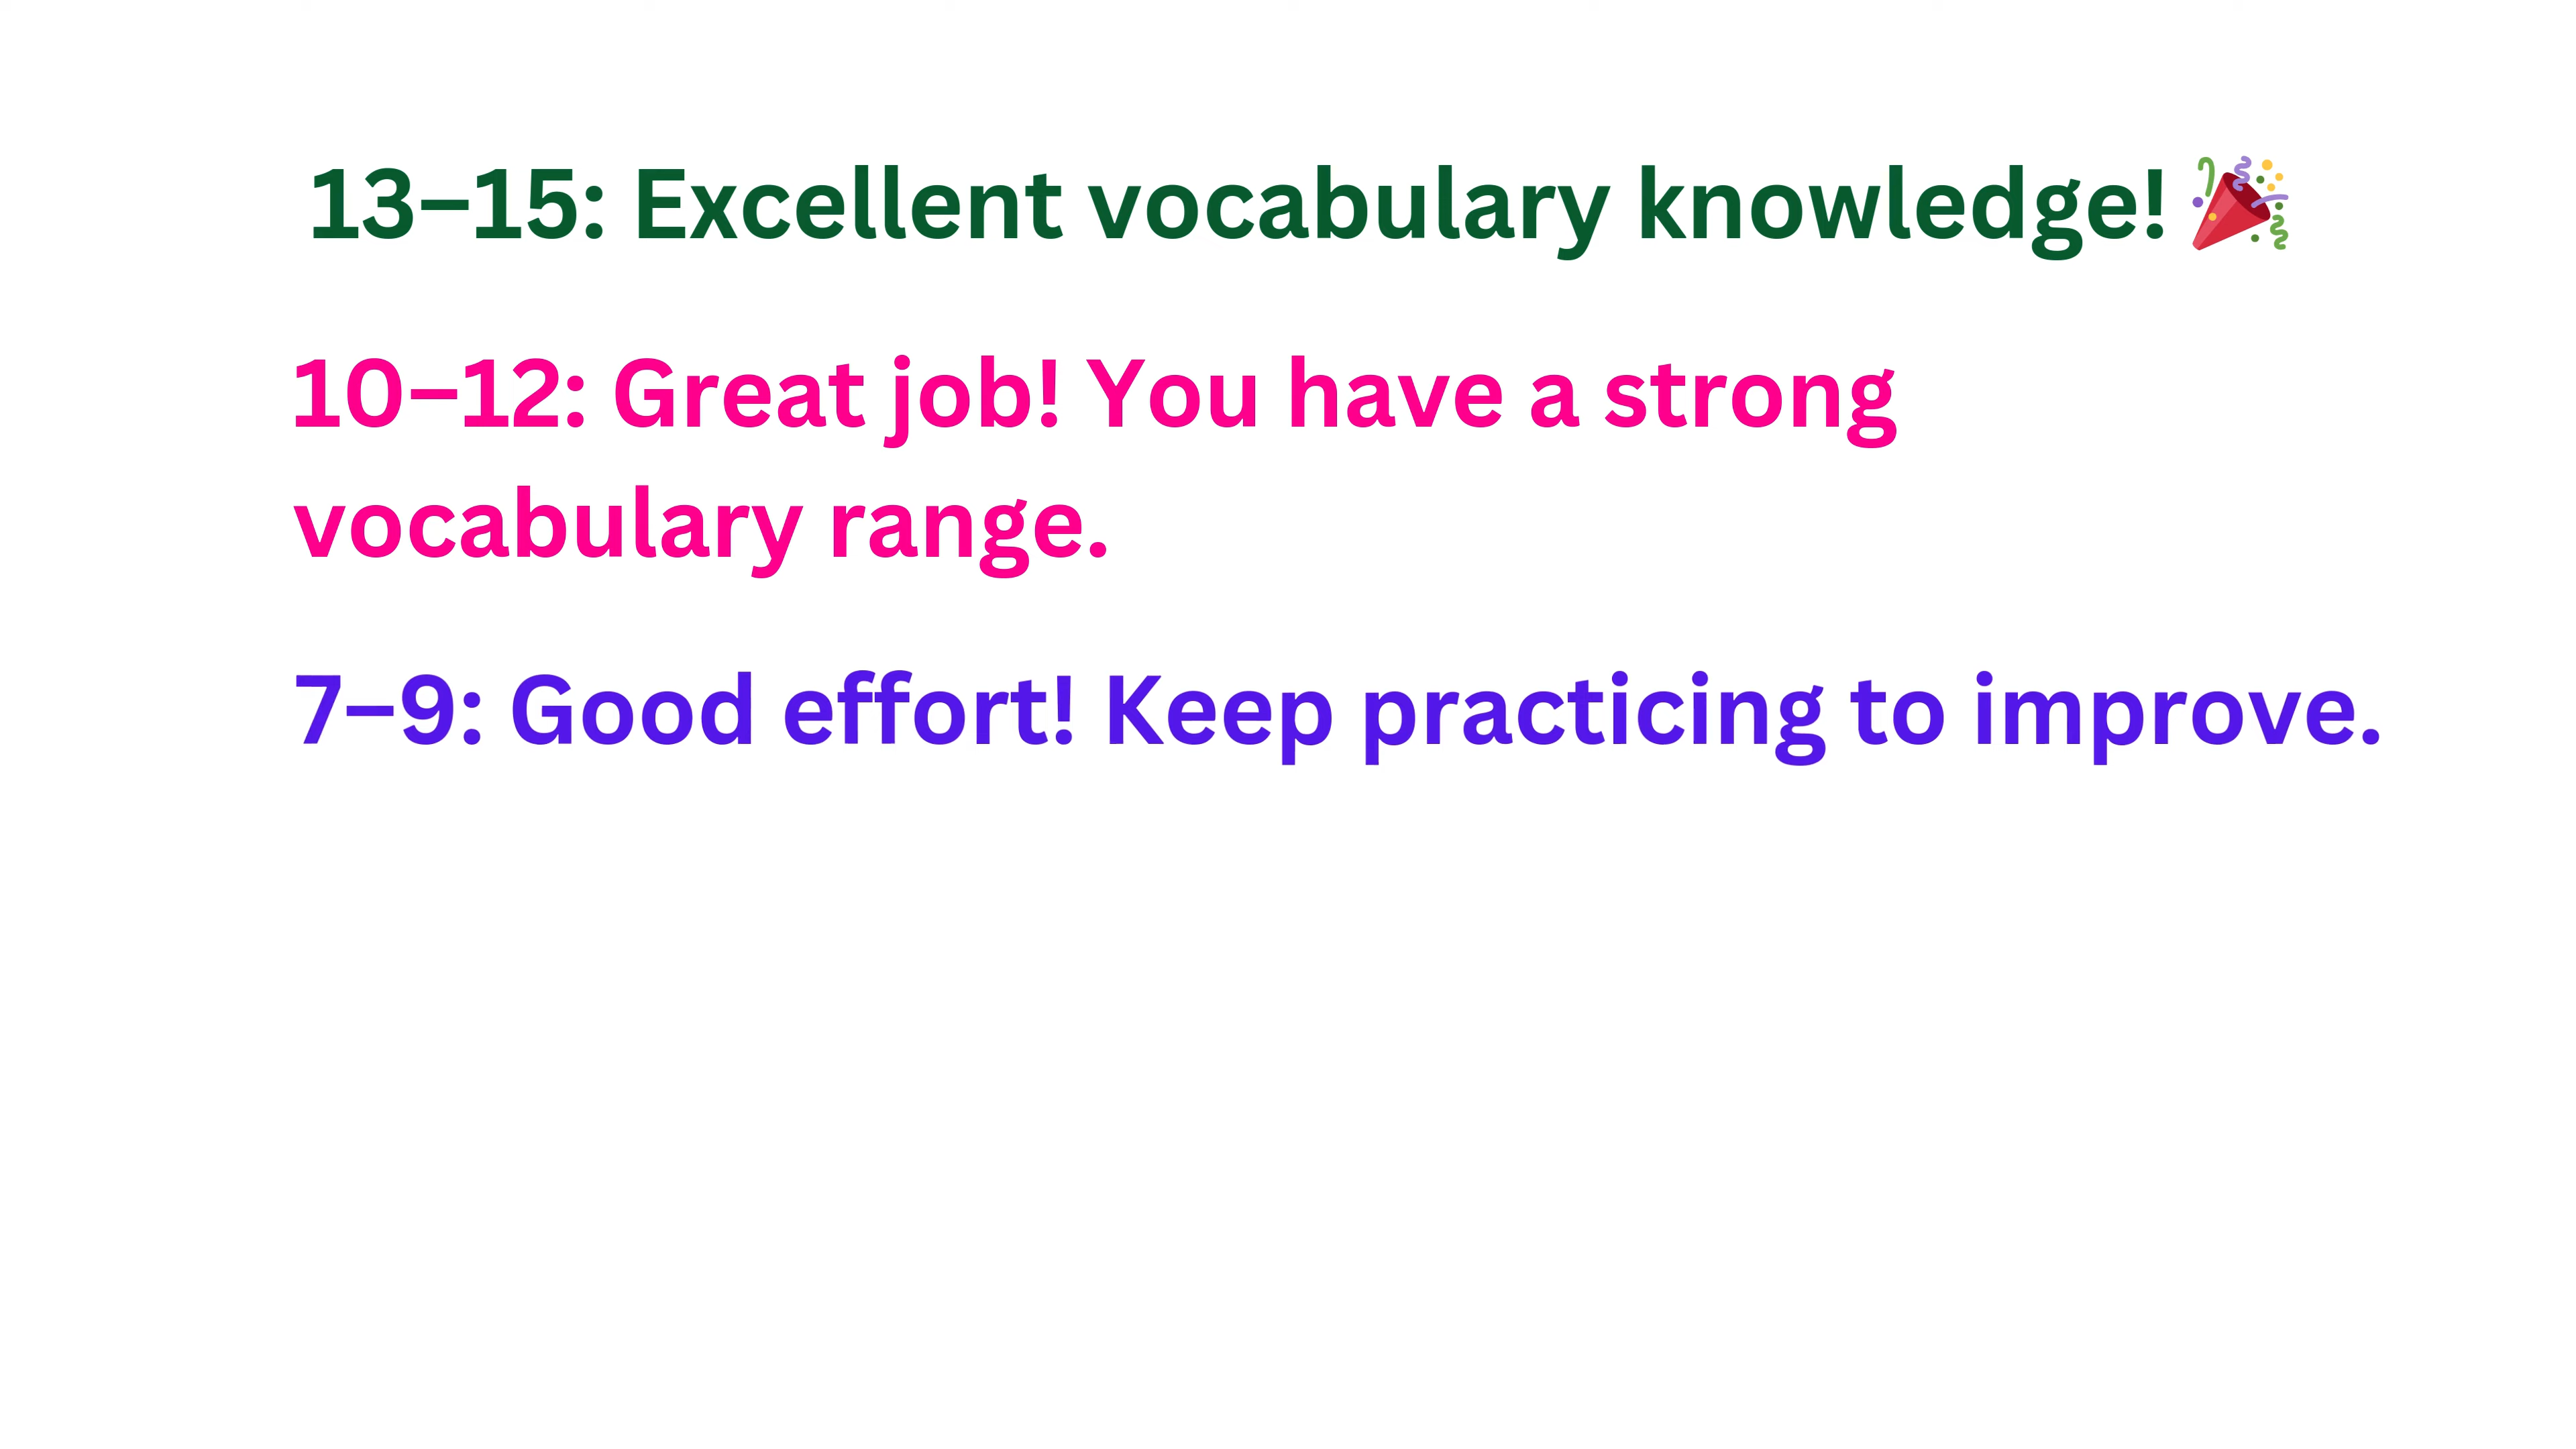 13–15: Excellent vocabulary knowledge! 🎉
10–12: Great job! You have a strong
vocabulary range.
7–9: Good effort! Keep practicing to improve.